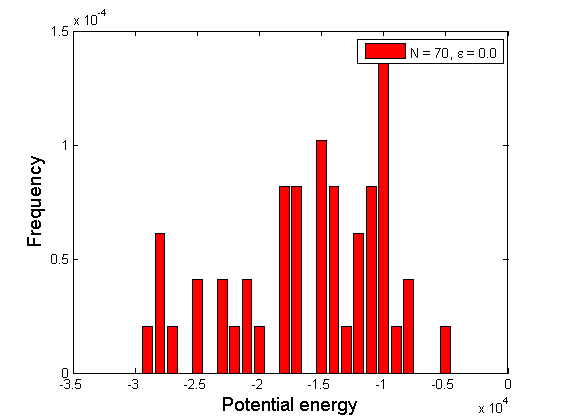 x 10^-4
1.5
1
0.5
0
Frequency
N = 70, ε = 0.0
-3.5 -3 -2.5 -2 -1.5 -1 -0.5 0
x 10^4
Potential energy